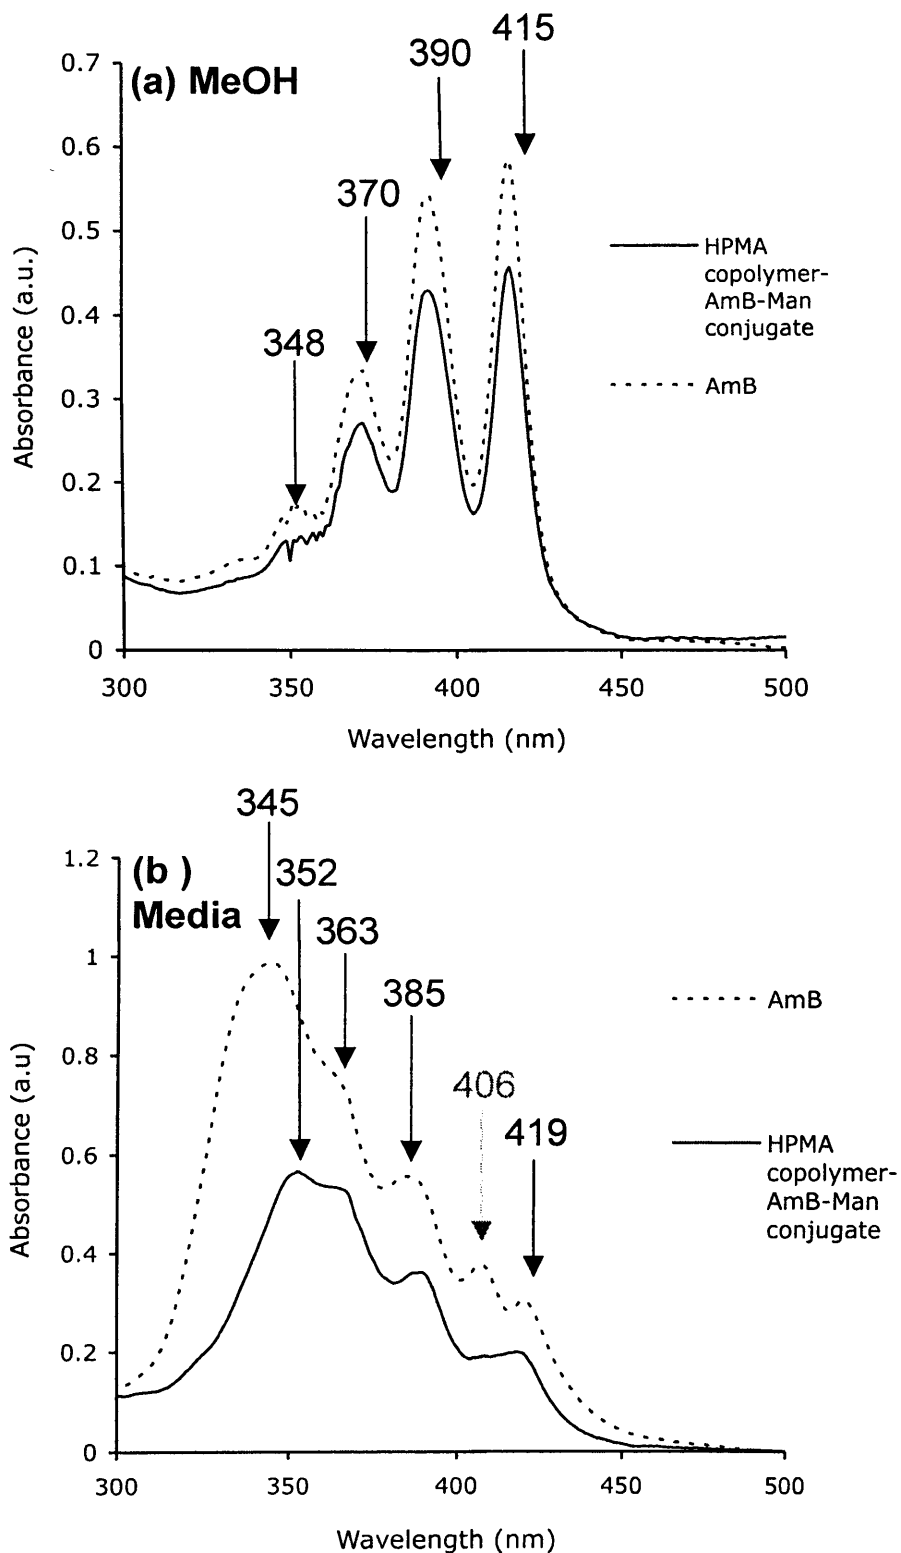 415
390
0.7
(a) MeOH
0.6
370
0.5
HPMA
copolymer-
AmB-Man
conjugate
0.4
348
AmB
0.3
0.2
0.1
0
300
350
400
450
500
Absorbance (a.u.)
Wavelength (nm)
345
1.2
(b )
Media
352
363
1
385
AmB
0.8
406
419
HPMA
copolymer-
AmB-Man
conjugate
0.6
0.4
0.2
0
300
350
400
450
500
Absorbance (a.u)
Wavelength (nm)